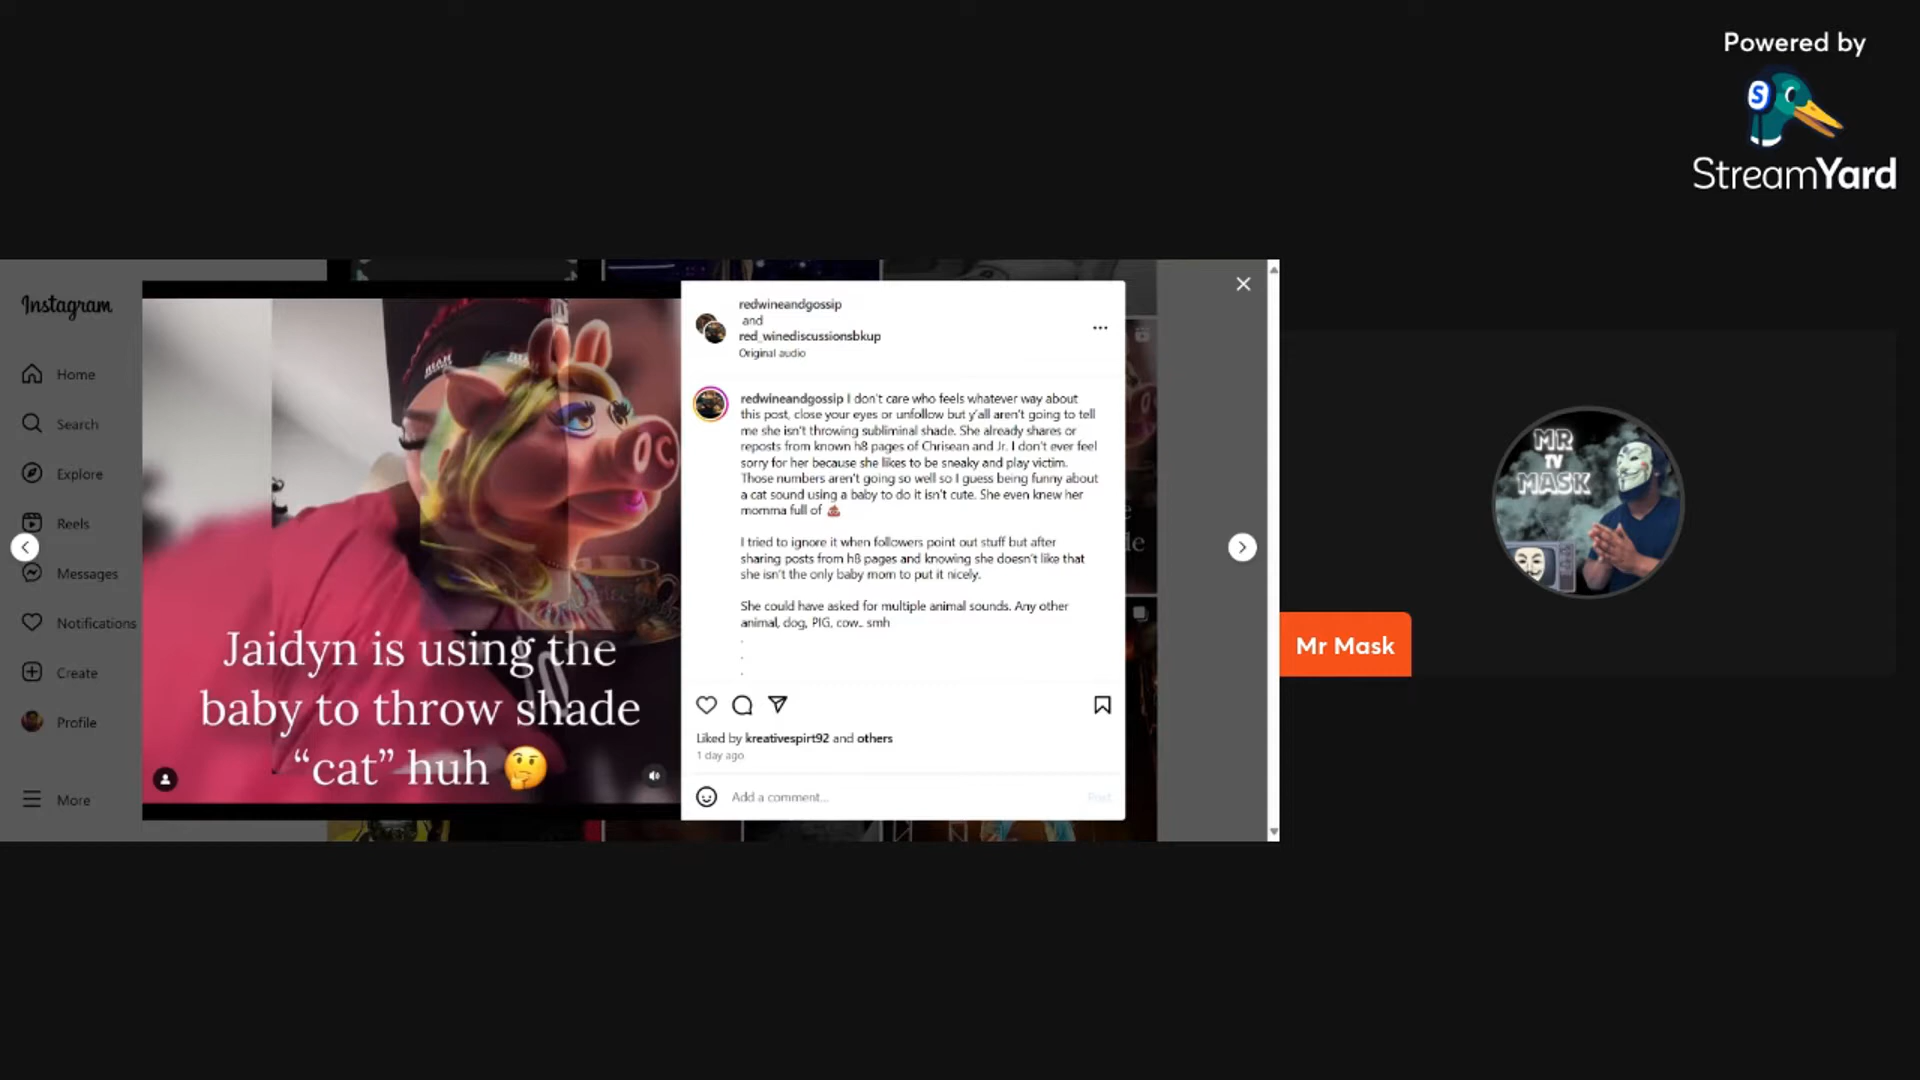 Powered by
StreamYard
Instagram
Home
Search
Explore
Reels
Messages
Notifications
Create
Profile
More
Jaidyn is using the
baby to throw shade
“cat” huh 🤔
redwineandgossip
and
red_winediscussionsbkup
Original audio
redwineandgossip I don't care who feels whatever way about
this post, close your eyes or unfollow but y'all aren't going to tell
me she isn't throwing subliminal shade. She already shares or
reposts from known h8 pages of Chrisean and Jr. I don't ever feel
sorry for her because she likes to be sneaky and play victim.
Those numbers aren't going so well so I guess being funny about
a cat sound using a baby to do it isn't cute. She even knew her
momma full of 💩
I tried to ignore it when followers point out stuff but after
sharing posts from h8 pages and knowing she doesn't like that
she isn't the only baby mom to put it nicely.
She could have asked for multiple animal sounds. Any other
animal, dog, PIG, cow.. smh
.
.
.
Liked by kreativespirt92 and others
1 day ago
Add a comment...
Post
MR
TV
MASK
Mr Mask